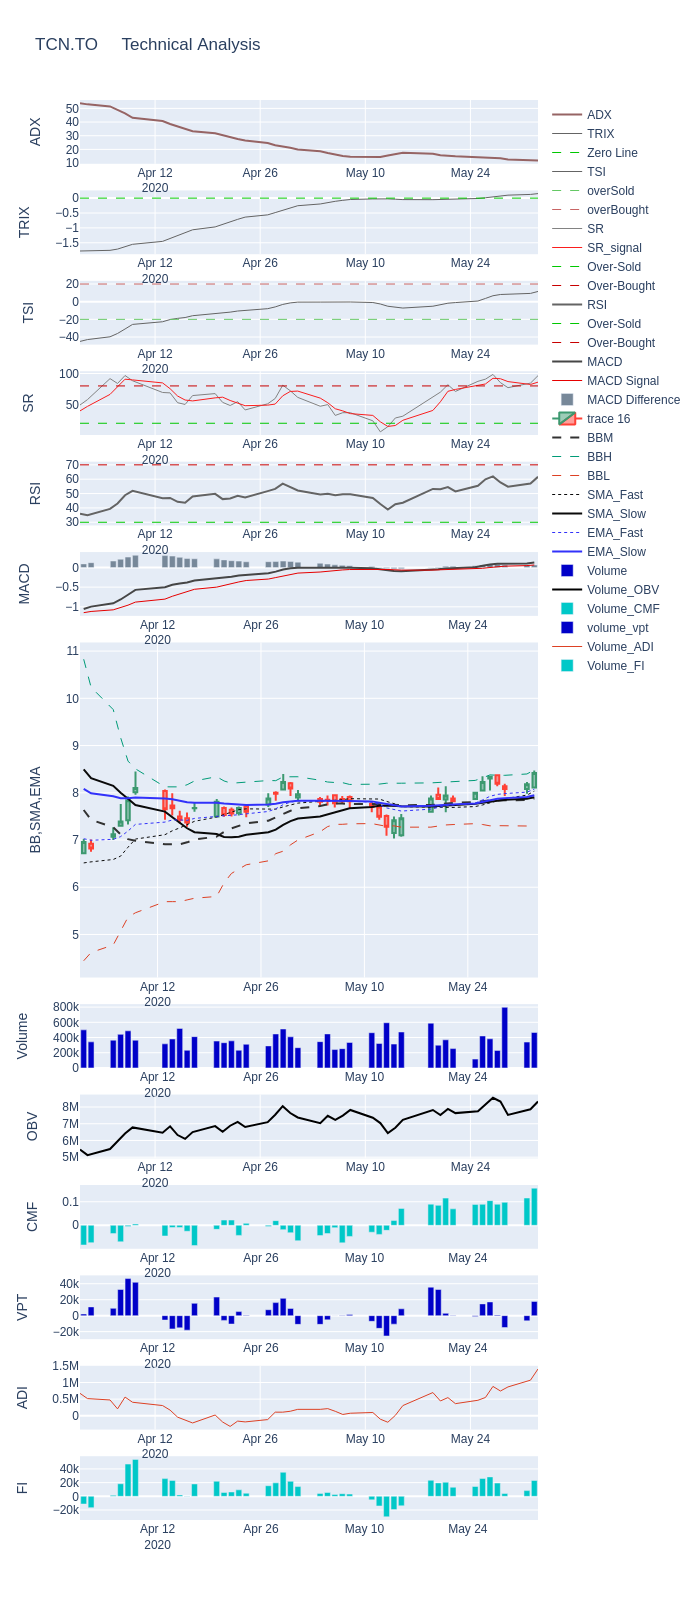 TCN.TO Technical Analysis
ADX
50
40
30
20
10
Apr 12
2020
Apr 26
May 10
May 24
TRIX
0
−0.5
−1
−1.5
Apr 12
2020
Apr 26
May 10
May 24
TSI
20
0
−20
−40
Apr 12
2020
Apr 26
May 10
May 24
SR
100
50
Apr 12
2020
Apr 26
May 10
May 24
RSI
70
60
50
40
30
Apr 12
2020
Apr 26
May 10
May 24
MACD
0
−0.5
−1
Apr 12
2020
Apr 26
May 10
May 24
BB,SMA,EMA
11
10
9
8
7
6
5
Apr 12
2020
Apr 26
May 10
May 24
Volume
800k
600k
400k
200k
0
Apr 12
2020
Apr 26
May 10
May 24
OBV
8M
7M
6M
5M
Apr 12
2020
Apr 26
May 10
May 24
CMF
0.1
0
Apr 12
2020
Apr 26
May 10
May 24
VPT
40k
20k
0
−20k
Apr 12
2020
Apr 26
May 10
May 24
ADI
1.5M
1M
0.5M
0
Apr 12
2020
Apr 26
May 10
May 24
FI
40k
20k
0
−20k
Apr 12
2020
Apr 26
May 10
May 24
ADX
TRIX
Zero Line
TSI
overSold
overBought
SR
SR_signal
Over-Sold
Over-Bought
RSI
Over-Sold
Over-Bought
MACD
MACD Signal
MACD Difference
trace 16
BBM
BBH
BBL
SMA_Fast
SMA_Slow
EMA_Fast
EMA_Slow
Volume
Volume_OBV
Volume_CMF
volume_vpt
Volume_ADI
Volume_FI